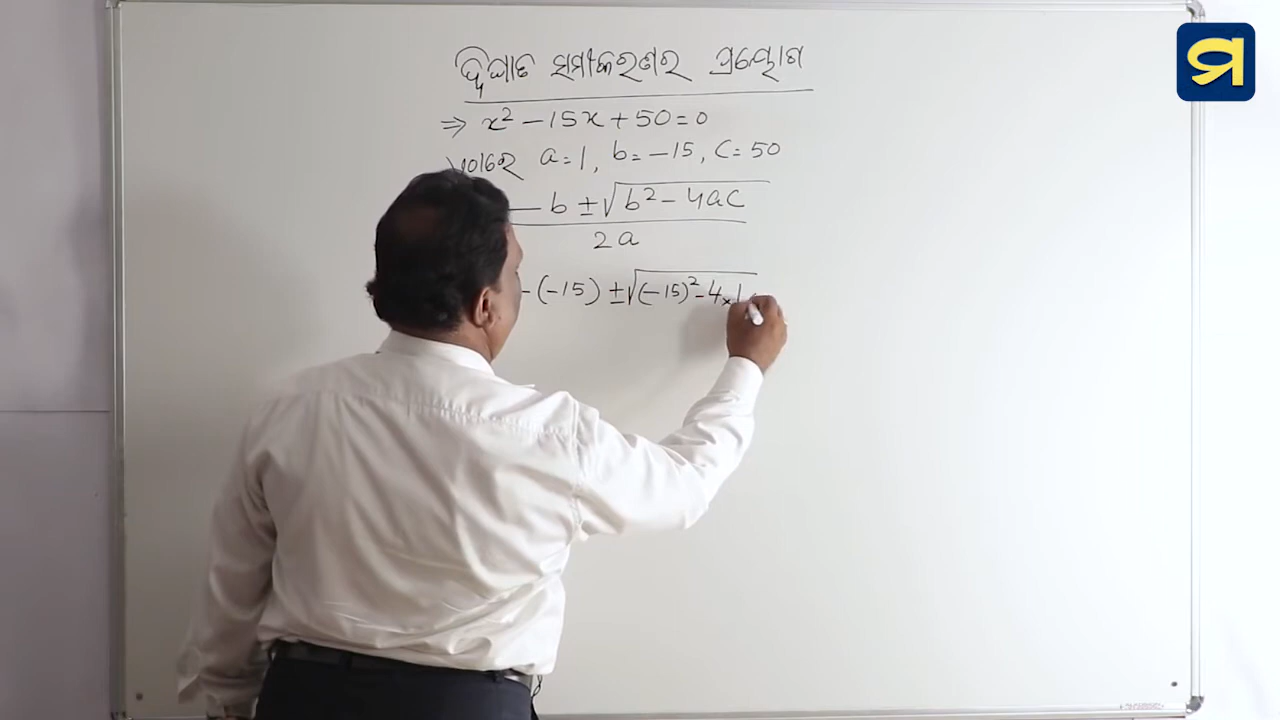 ଦ୍ୱିଘାତ ସମୀକରଣର ପ୍ରୟୋଗ
⇒ x² − 15x + 50 = 0
a = 1, b = −15, c = 50
− b ± √b² − 4ac
2a
− (−15) ± √(−15)² − 4 × 1
ପ୍ର